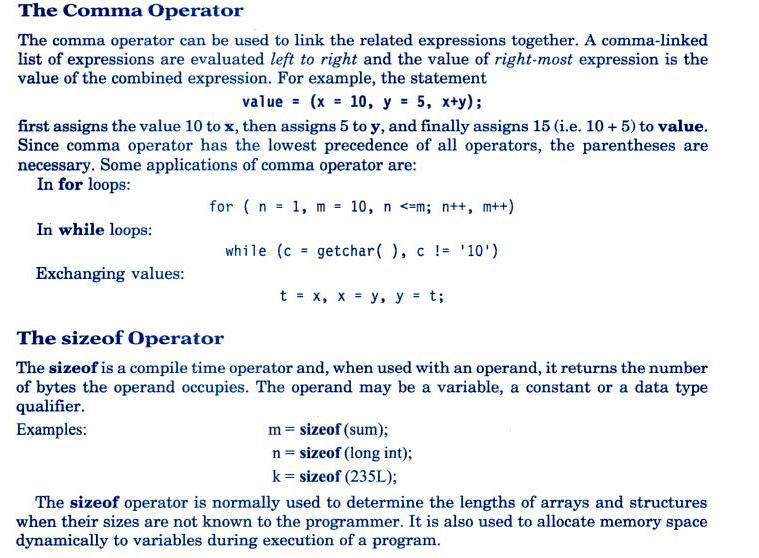 The Comma Operator
The comma operator can be used to link the related expressions together. A comma-linked
list of expressions are evaluated left to right and the value of right-most expression is the
value of the combined expression. For example, the statement
value = (x = 10, y = 5, x+y);
first assigns the value 10 to x, then assigns 5 to y, and finally assigns 15 (i.e. 10 + 5) to value.
Since comma operator has the lowest precedence of all operators, the parentheses are
necessary. Some applications of comma operator are:
In for loops:
for ( n = 1, m = 10, n <=m; n++, m++)
In while loops:
while (c = getchar( ), c != '10')
Exchanging values:
t = x, x = y, y = t;
The sizeof Operator
The sizeof is a compile time operator and, when used with an operand, it returns the number
of bytes the operand occupies. The operand may be a variable, a constant or a data type
qualifier.
Examples: m = sizeof (sum);
n = sizeof (long int);
k = sizeof (235L);
The sizeof operator is normally used to determine the lengths of arrays and structures
when their sizes are not known to the programmer. It is also used to allocate memory space
dynamically to variables during execution of a program.